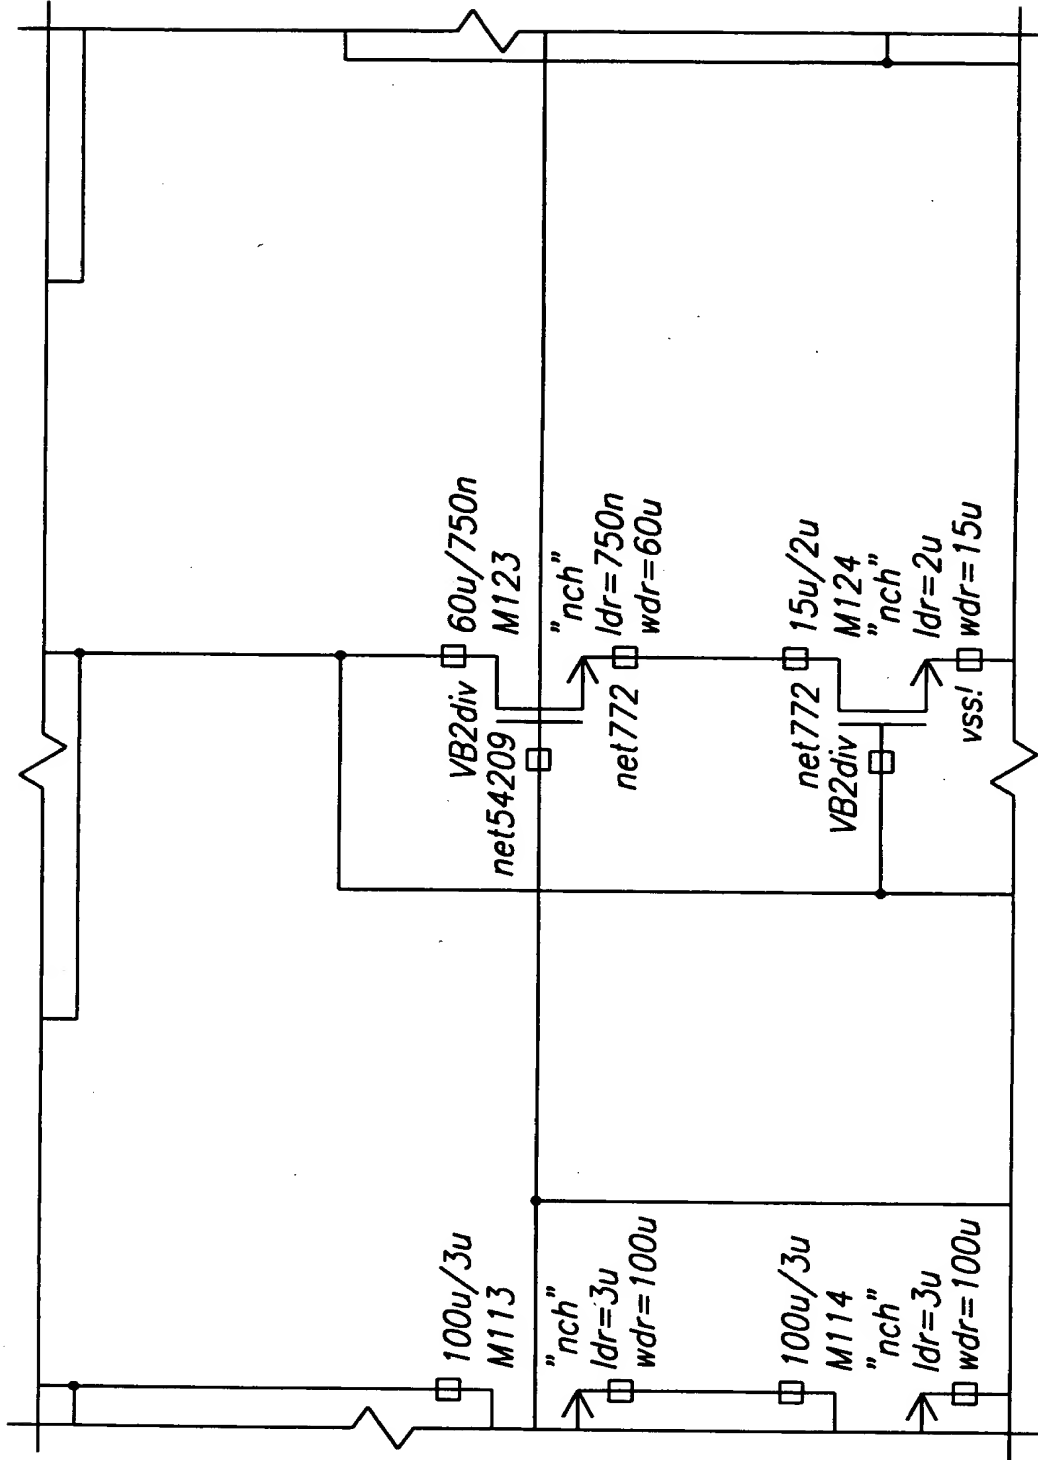 100u/3u
M113
"nch"
ldr=3u
wdr=100u
100u/3u
M114
"nch"
ldr=3u
wdr=100u
VB2div
net54209
60u/750n
M123
"nch"
ldr=750n
wdr=60u
net772
net772
VB2div
15u/2u
M124
"nch"
ldr=2u
wdr=15u
vss!